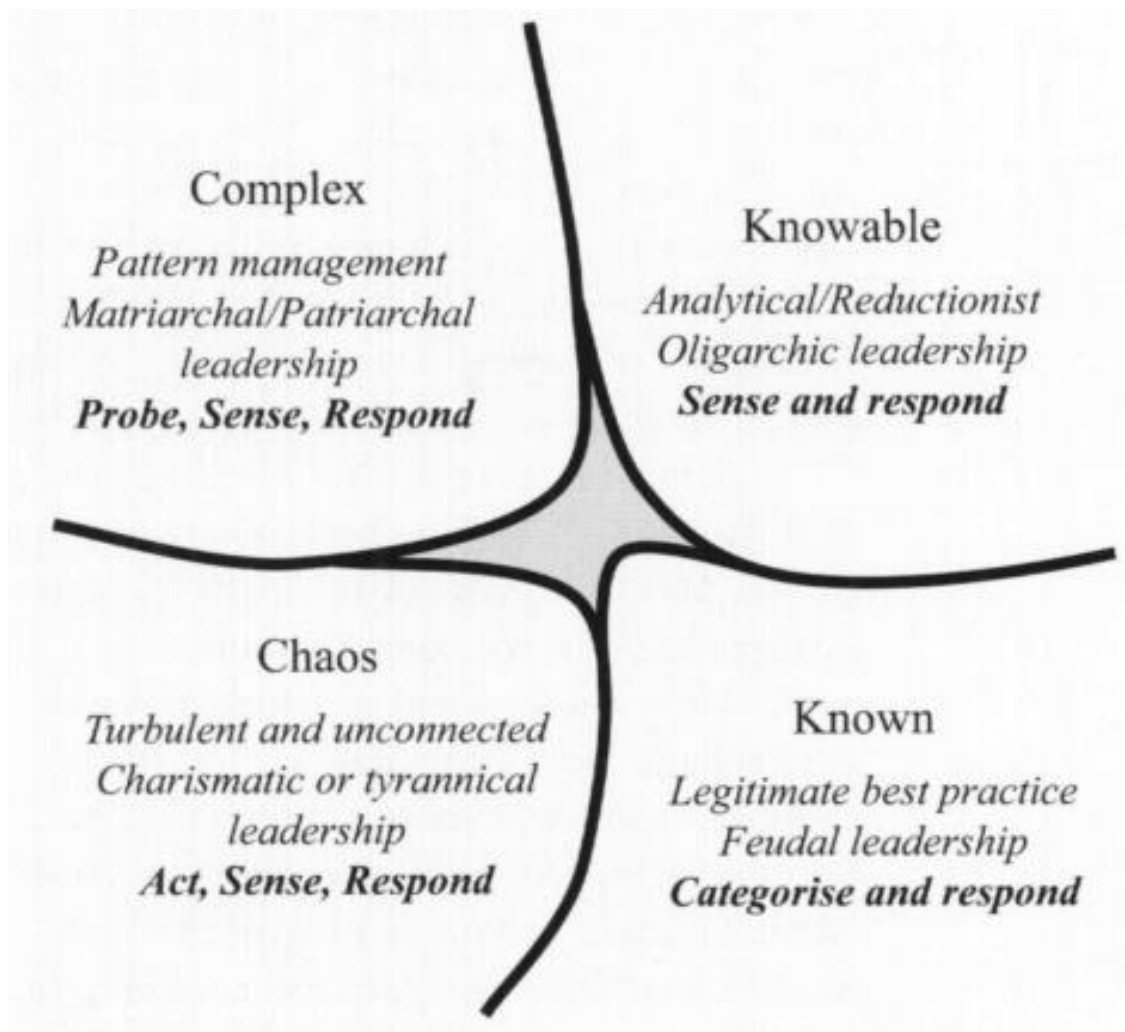 Complex
Pattern management
Matriarchal/Patriarchal
leadership
Probe, Sense, Respond
Knowable
Analytical/Reductionist
Oligarchic leadership
Sense and respond
Chaos
Turbulent and unconnected
Charismatic or tyrannical
leadership
Act, Sense, Respond
Known
Legitimate best practice
Feudal leadership
Categorise and respond